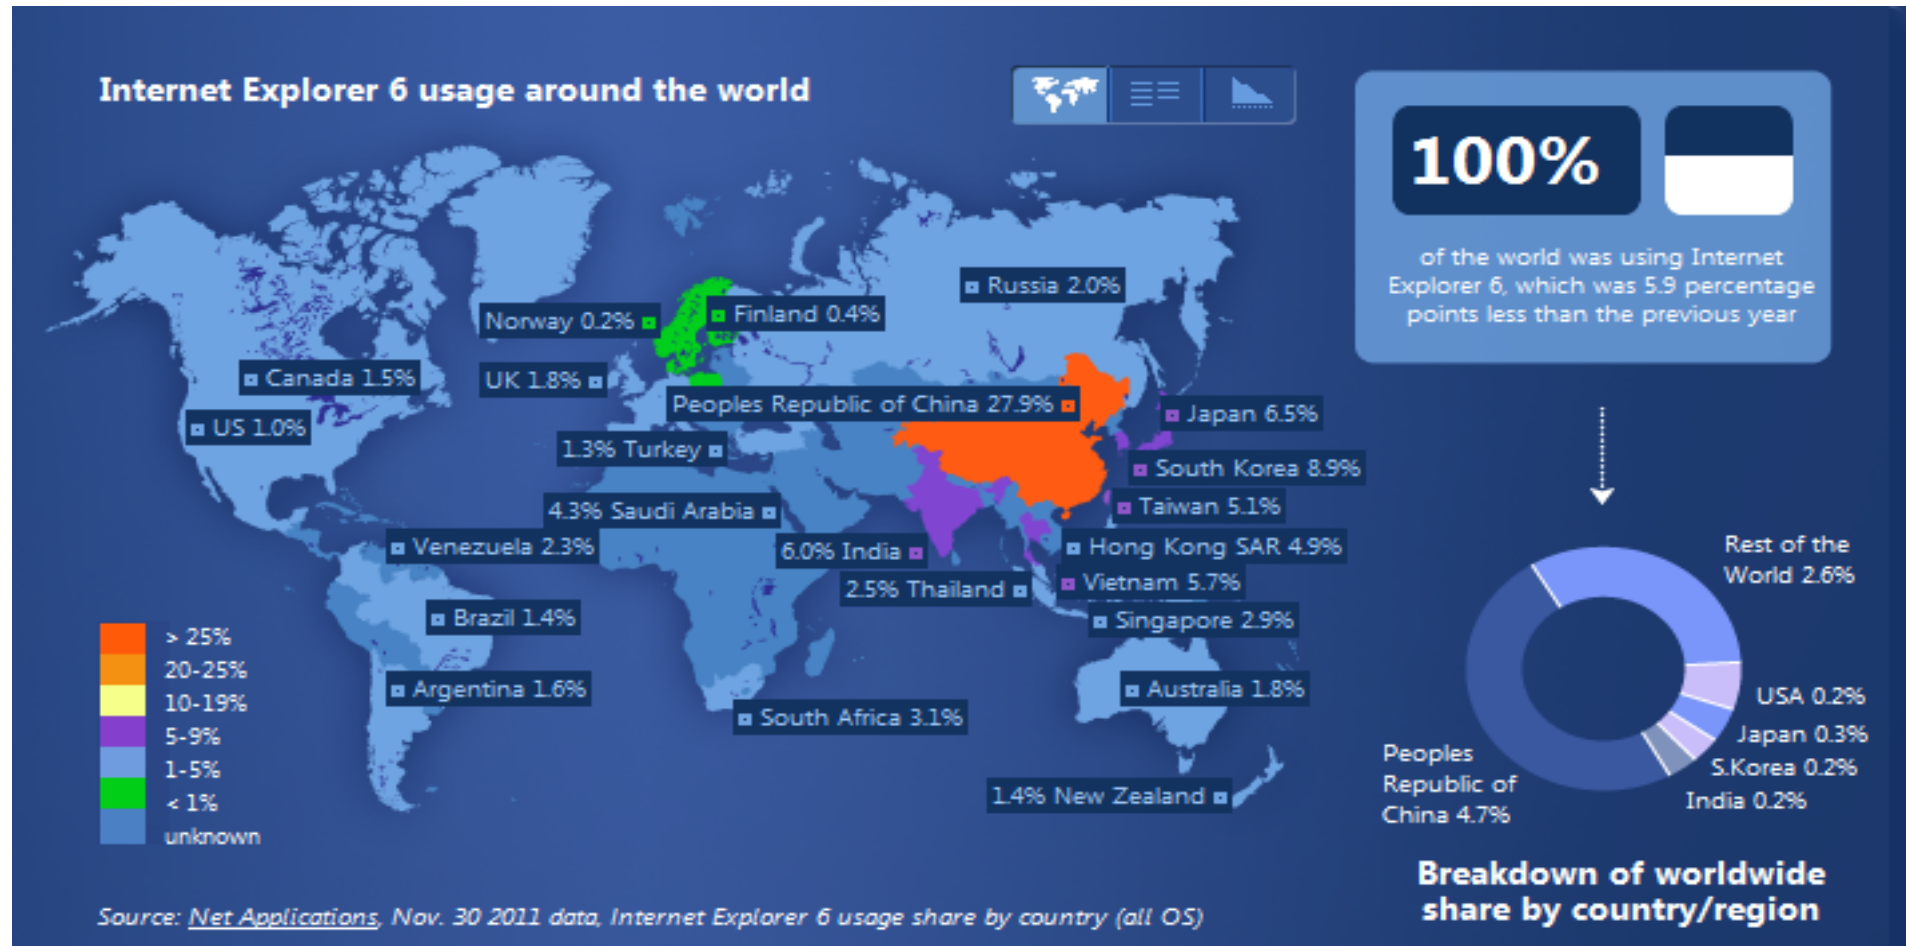 Internet Explorer 6 usage around the world
100%
of the world was using Internet
Explorer 6, which was 5.9 percentage
points less than the previous year
Russia 2.0%
Norway 0.2%
Finland 0.4%
Canada 1.5%
UK 1.8%
Peoples Republic of China 27.9%
Japan 6.5%
US 1.0%
1.3% Turkey
South Korea 8.9%
4.3% Saudi Arabia
Taiwan 5.1%
Venezuela 2.3%
6.0% India
Hong Kong SAR 4.9%
2.5% Thailand
Vietnam 5.7%
Brazil 1.4%
Singapore 2.9%
Argentina 1.6%
Australia 1.8%
South Africa 3.1%
1.4% New Zealand
> 25%
20-25%
10-19%
5-9%
1-5%
< 1%
unknown
Rest of the
World 2.6%
USA 0.2%
Japan 0.3%
S.Korea 0.2%
India 0.2%
Peoples
Republic of
China 4.7%
Breakdown of worldwide
share by country/region
Source: Net Applications, Nov. 30 2011 data, Internet Explorer 6 usage share by country (all OS)